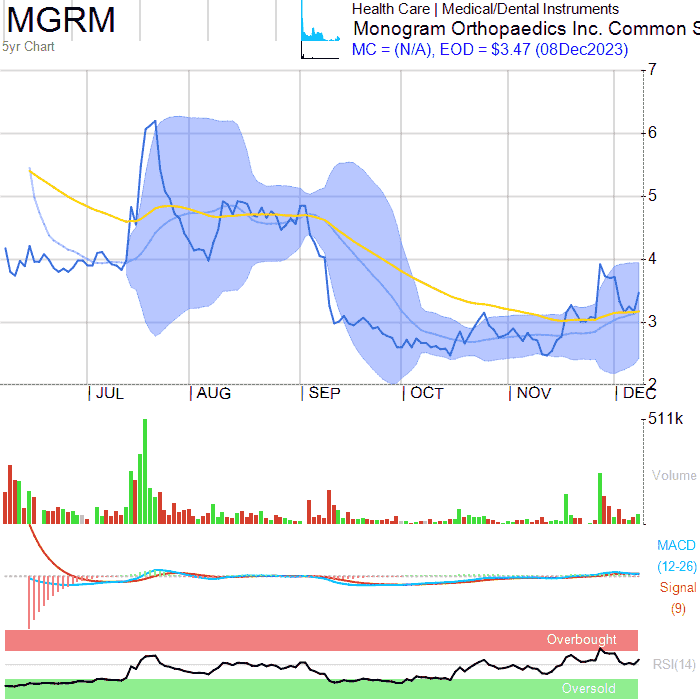 MGRM
5yr Chart
Health Care | Medical/Dental Instruments
Monogram Orthopaedics Inc. Common S
MC = (N/A), EOD = $3.47 (08Dec2023)
7
6
5
4
3
2
JUL AUG SEP OCT NOV DEC
511k
Volume
MACD
(12-26)
Signal
(9)
Overbought
RSI(14)
Oversold